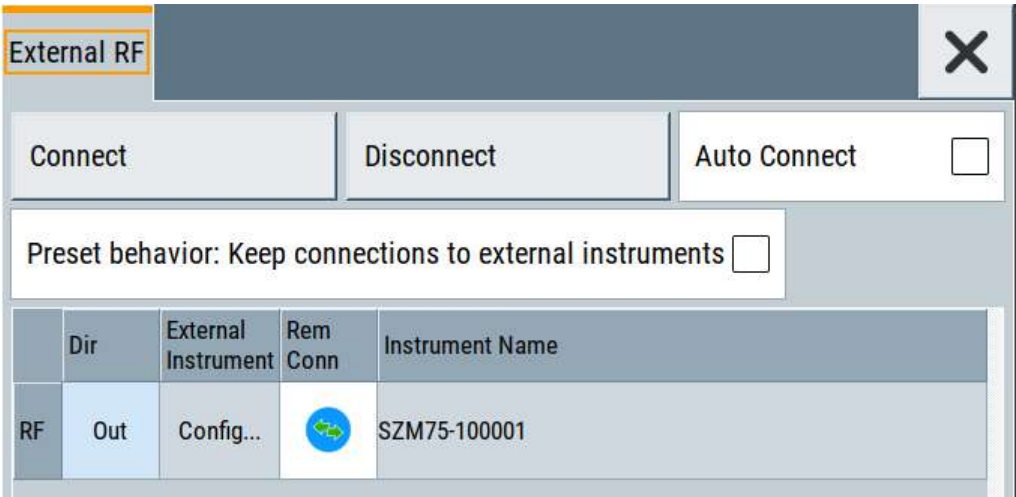 External RF
Connect
Disconnect
Auto Connect
Preset behavior: Keep connections to external instruments
Dir
External
Instrument
Rem
Conn
Instrument Name
RF
Out
Config...
SZM75-100001